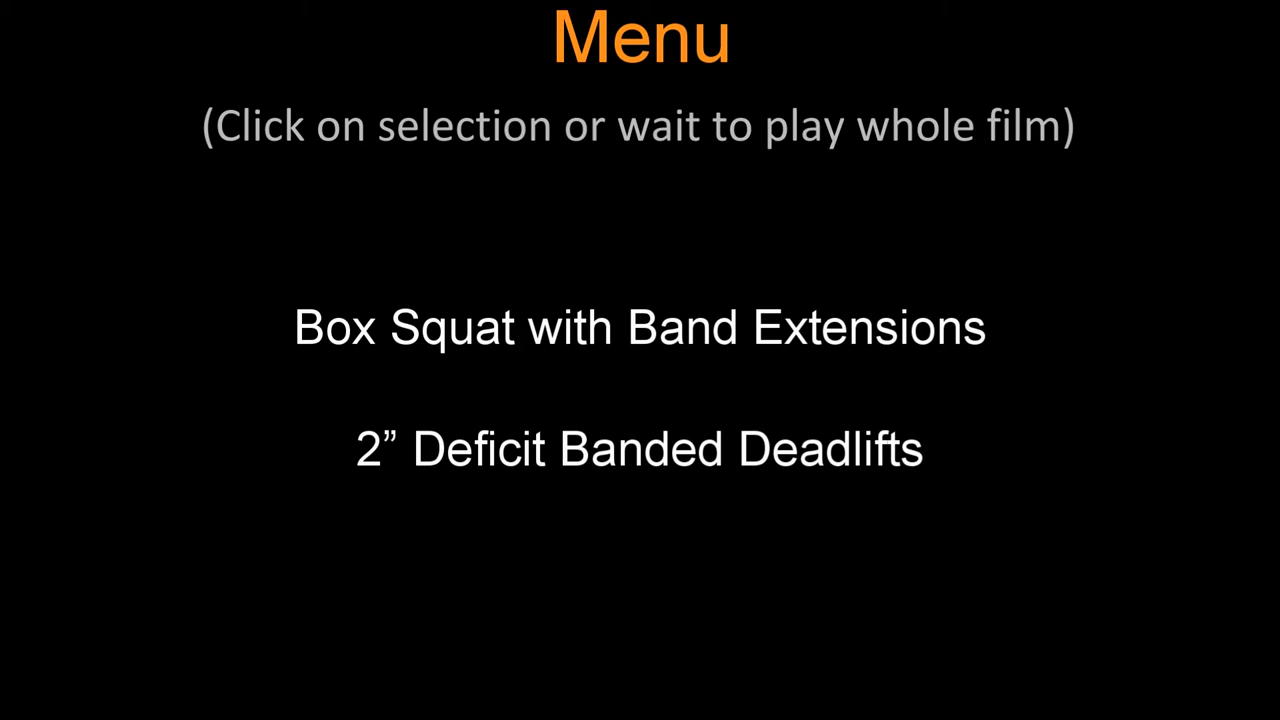 Menu
(Click on selection or wait to play whole film)
Box Squat with Band Extensions
2” Deficit Banded Deadlifts